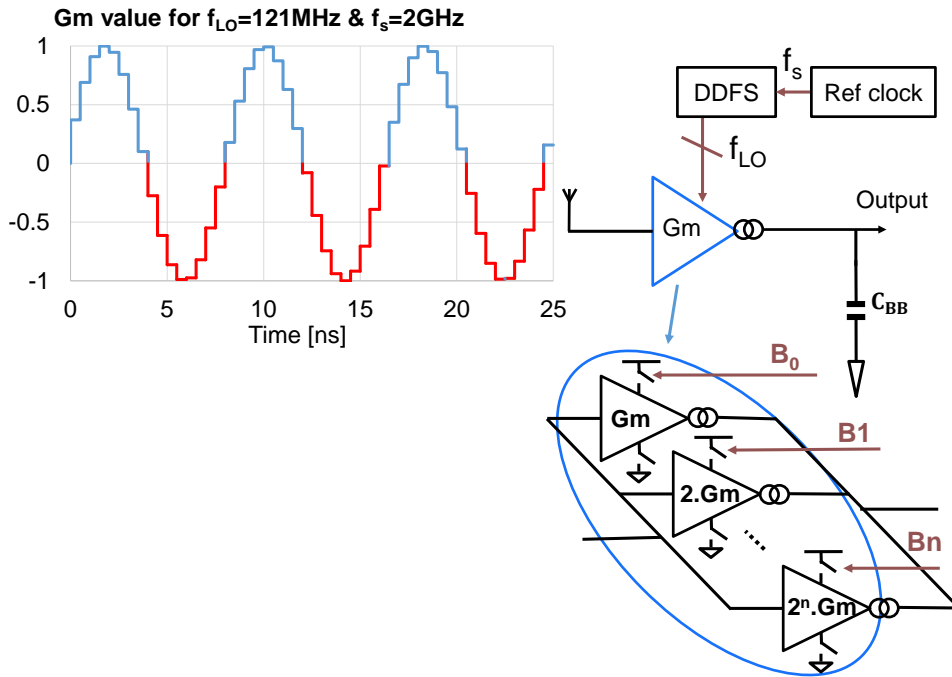 Gm value for fLO=121MHz & fs=2GHz
1
0.5
0
-0.5
-1
0 5 10 15 20 25
Time [ns]
fs
DDFS
Ref clock
fLO
Gm
Output
CBB
B0
Gm
B1
2.Gm
Bn
2ⁿ.Gm